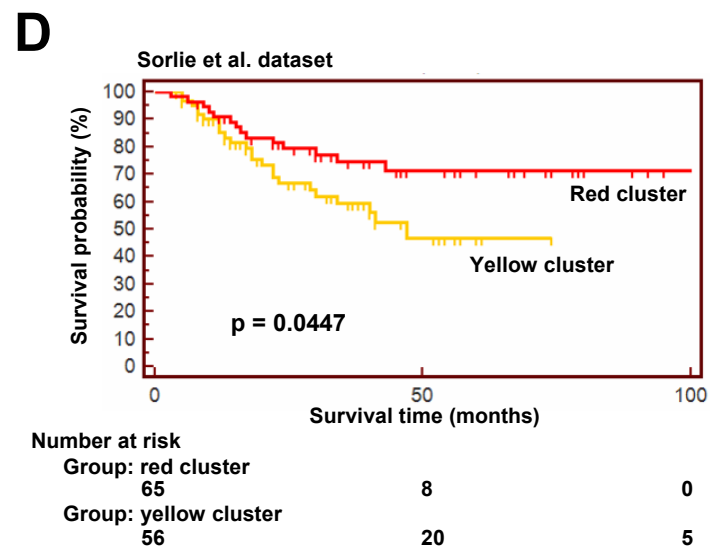 D
Sorlie et al. dataset
Survival probability (%)
100
90
80
70
60
50
40
30
20
10
0
Red cluster
Yellow cluster
p = 0.0447
0 50 100
Survival time (months)
Number at risk
Group: red cluster
65 8 0
Group: yellow cluster
56 20 5